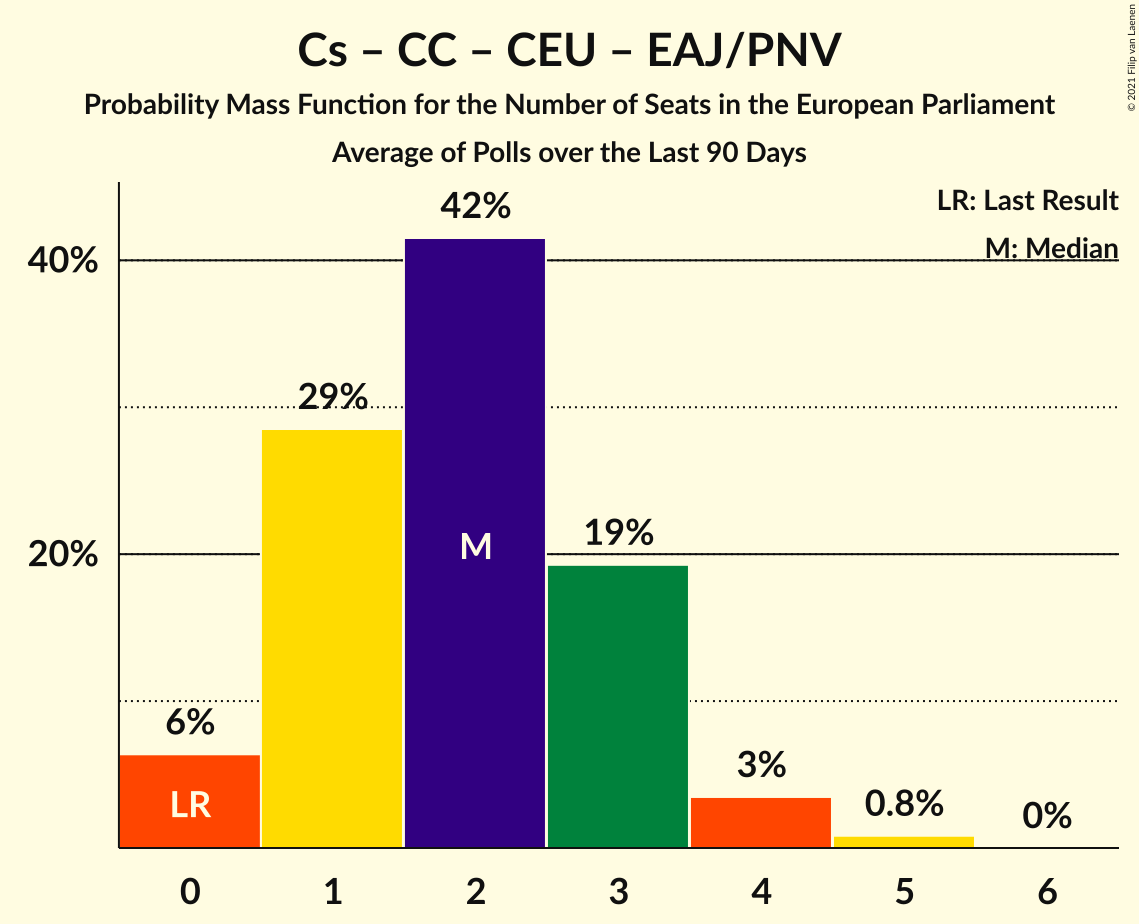 Cs – CC – CEU – EAJ/PNV
Probability Mass Function for the Number of Seats in the European Parliament
Average of Polls over the Last 90 Days
© 2021 Filip van Laenen
LR: Last Result
M: Median
42%
40%
29%
M
19%
20%
6%
LR
3%
0.8%
0%
0 1 2 3 4 5 6